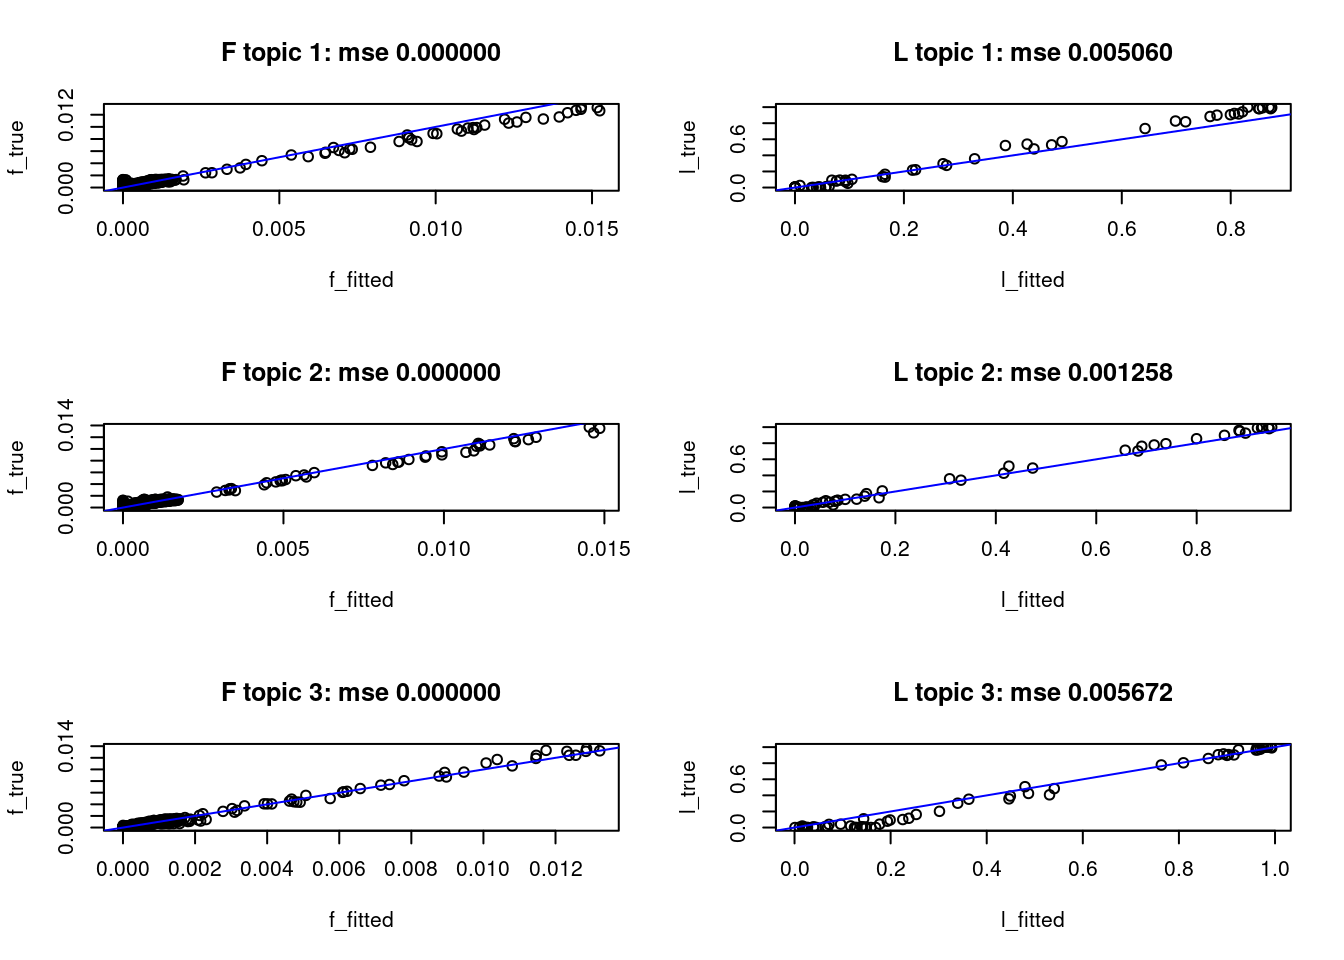 F topic 1: mse 0.000000
f_true
0.000 0.012
0.000 0.005 0.010 0.015
f_fitted
L topic 1: mse 0.005060
l_true
0.0 0.6
0.0 0.2 0.4 0.6 0.8
l_fitted
F topic 2: mse 0.000000
f_true
0.000 0.014
0.000 0.005 0.010 0.015
f_fitted
L topic 2: mse 0.001258
l_true
0.0 0.6
0.0 0.2 0.4 0.6 0.8
l_fitted
F topic 3: mse 0.000000
f_true
0.000 0.014
0.000 0.002 0.004 0.006 0.008 0.010 0.012
f_fitted
L topic 3: mse 0.005672
l_true
0.0 0.6
0.0 0.2 0.4 0.6 0.8 1.0
l_fitted